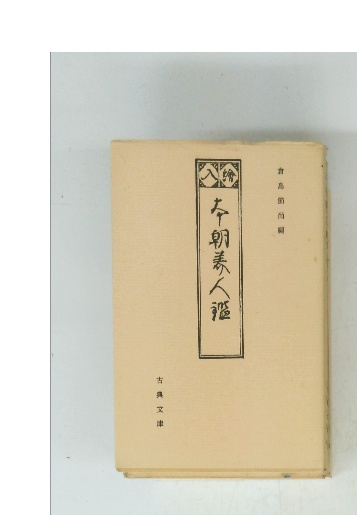 倉島節尚編
繪入
本朝美人鑑
古典文庫